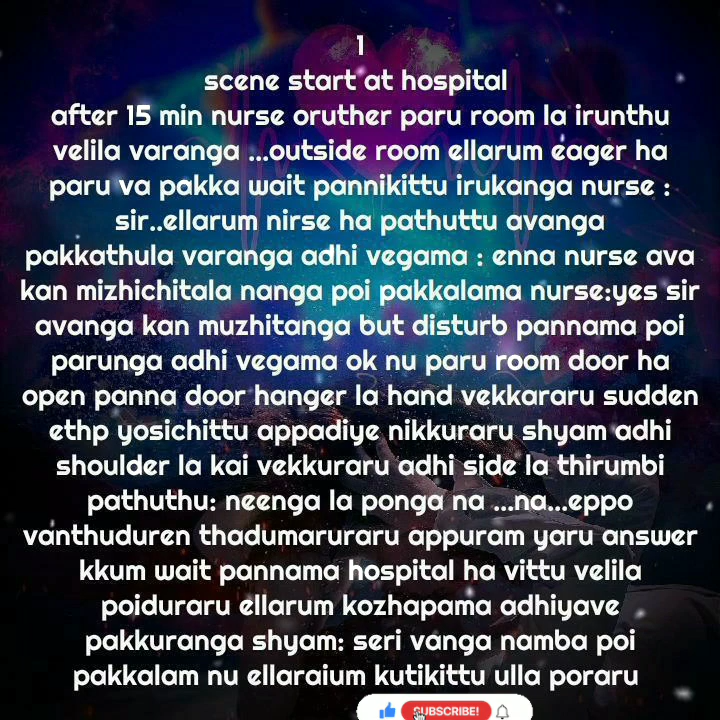 1
scene start at hospital
after 15 min nurse oruther paru room la irunthu
velila varanga ...outside room ellarum eager ha
paru va pakka wait pannikittu irukanga nurse :
sir..ellarum nirse ha pathuttu avanga
pakkathula varanga adhi vegama : enna nurse ava
kan mizhichitala nanga poi pakkalama nurse:yes sir
avanga kan muzhitanga but disturb pannama poi
parunga adhi vegama ok nu paru room door ha
open panna door hanger la hand vekkararu sudden
ethp yosichittu appadiye nikkuraru shyam adhi
shoulder la kai vekkuraru adhi side la thirumbi
pathuthu: neenga la ponga na ...na...eppo
vanthuduren thadumaruraru appuram yaru answer
kkum wait pannama hospital ha vittu velila
poiduraru ellarum kozhapama adhiyave
pakkuranga shyam: seri vanga namba poi
pakkalam nu ellaraium kutikittu ulla poraru
SUBSCRIBE!